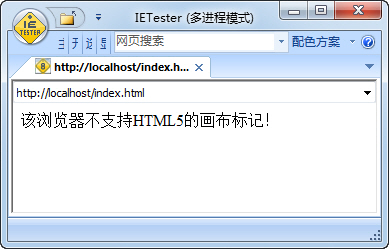 IETester (多进程模式)
IE
TESTER
网页搜索
配色方案
http://localhost/index.h...
http://localhost/index.html
该浏览器不支持HTML5的画布标记！